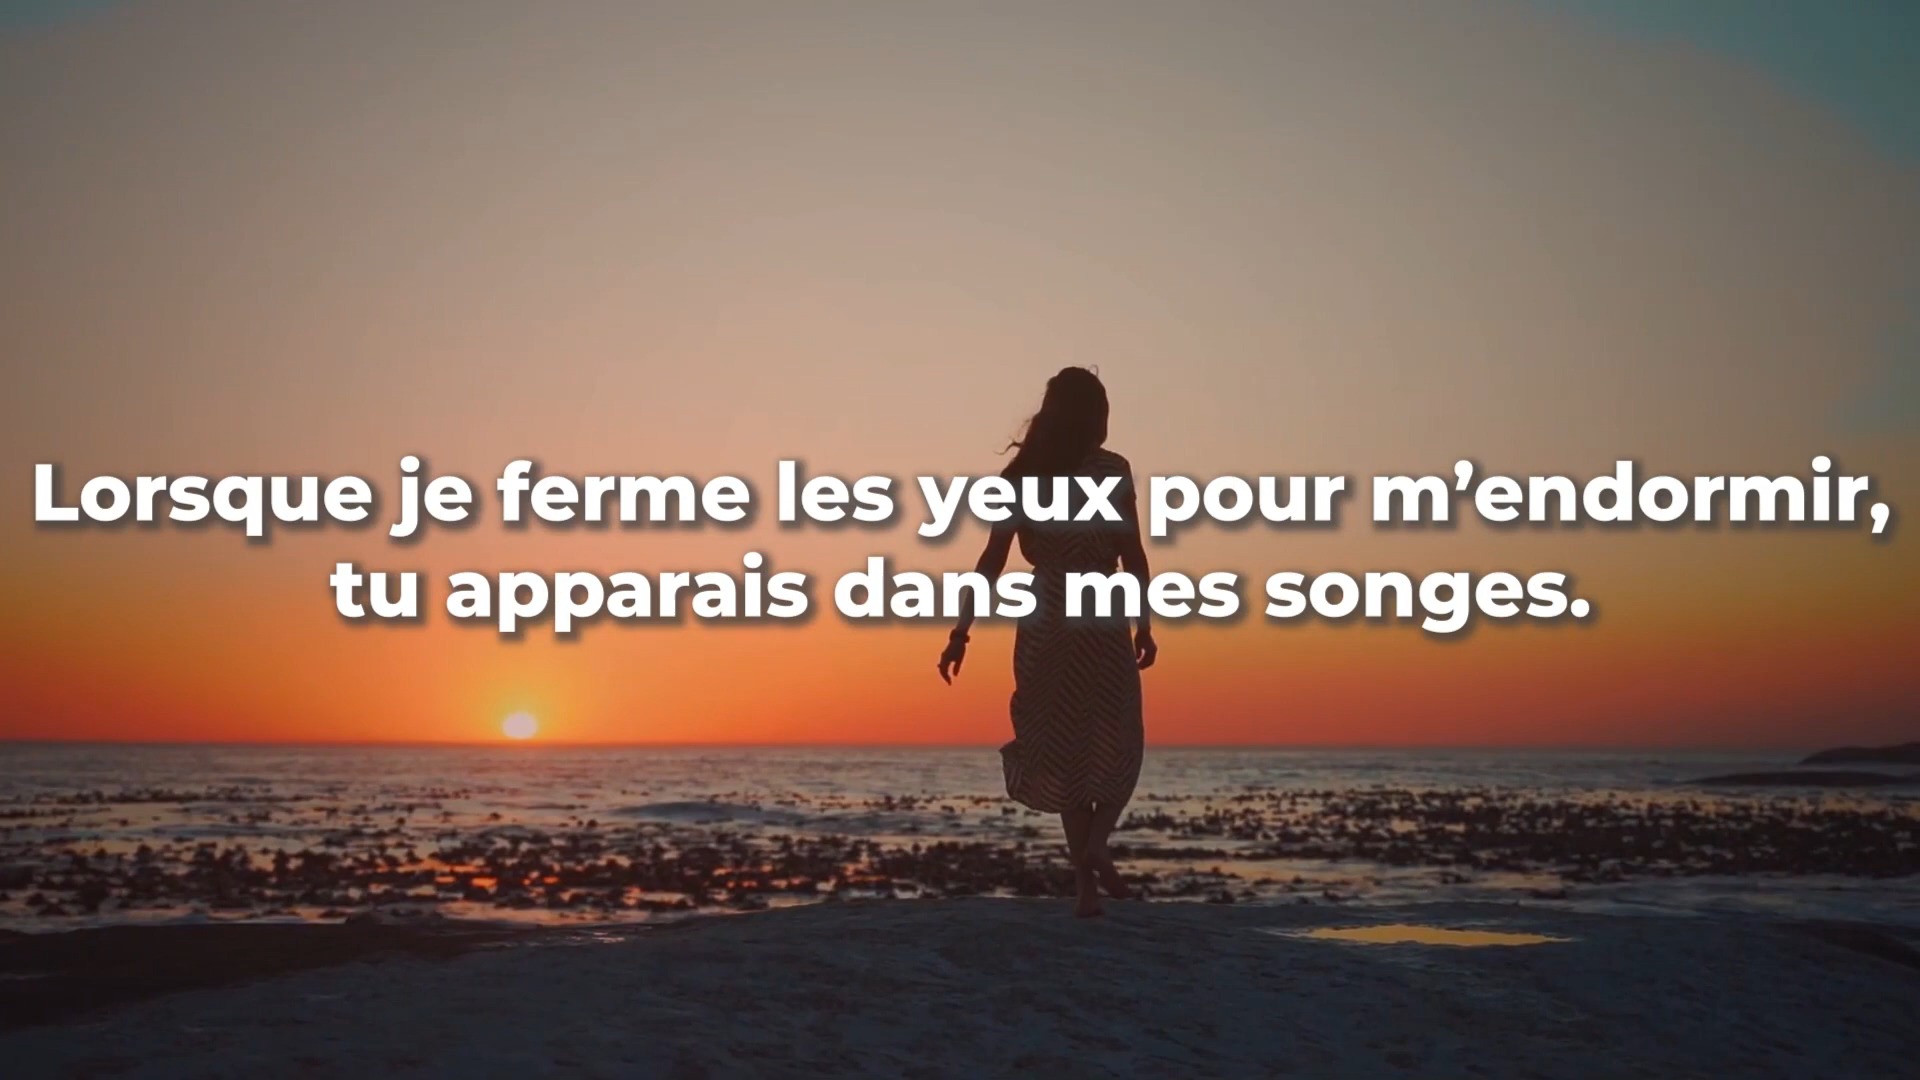 Lorsque je ferme les yeux pour m’endormir,
tu apparais dans mes songes.